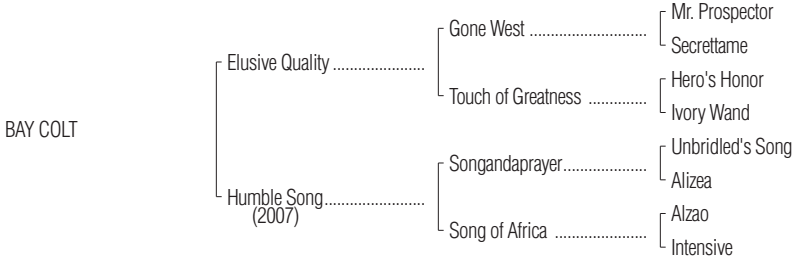 Mr. Prospector
Gone West ............................
Secrettame
Elusive Quality ......................
Hero's Honor
Touch of Greatness ..............
Ivory Wand
BAY COLT
Unbridled's Song
Songandaprayer....................
Alizea
Humble Song........................
(2007)
Alzao
Song of Africa ......................
Intensive